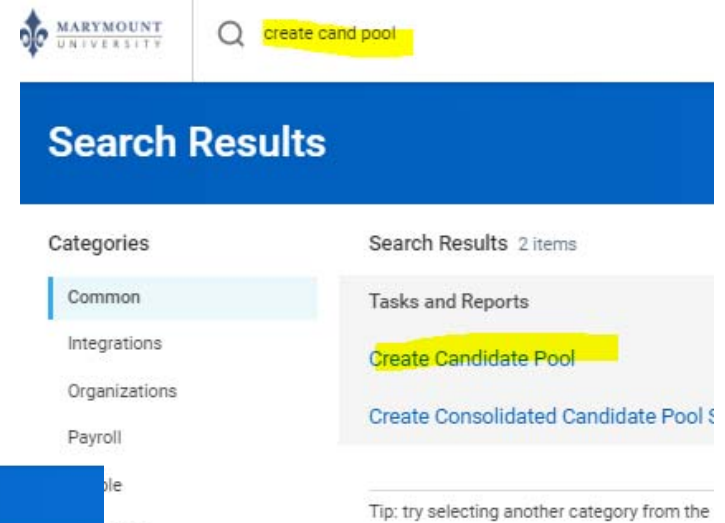 MARYMOUNT
UNIVERSITY
create cand pool
Search Results
Categories
Common
Integrations
Organizations
Payroll
Search Results 2 items
Tasks and Reports
Create Candidate Pool
Create Consolidated Candidate Pool
Tip: try selecting another category from the